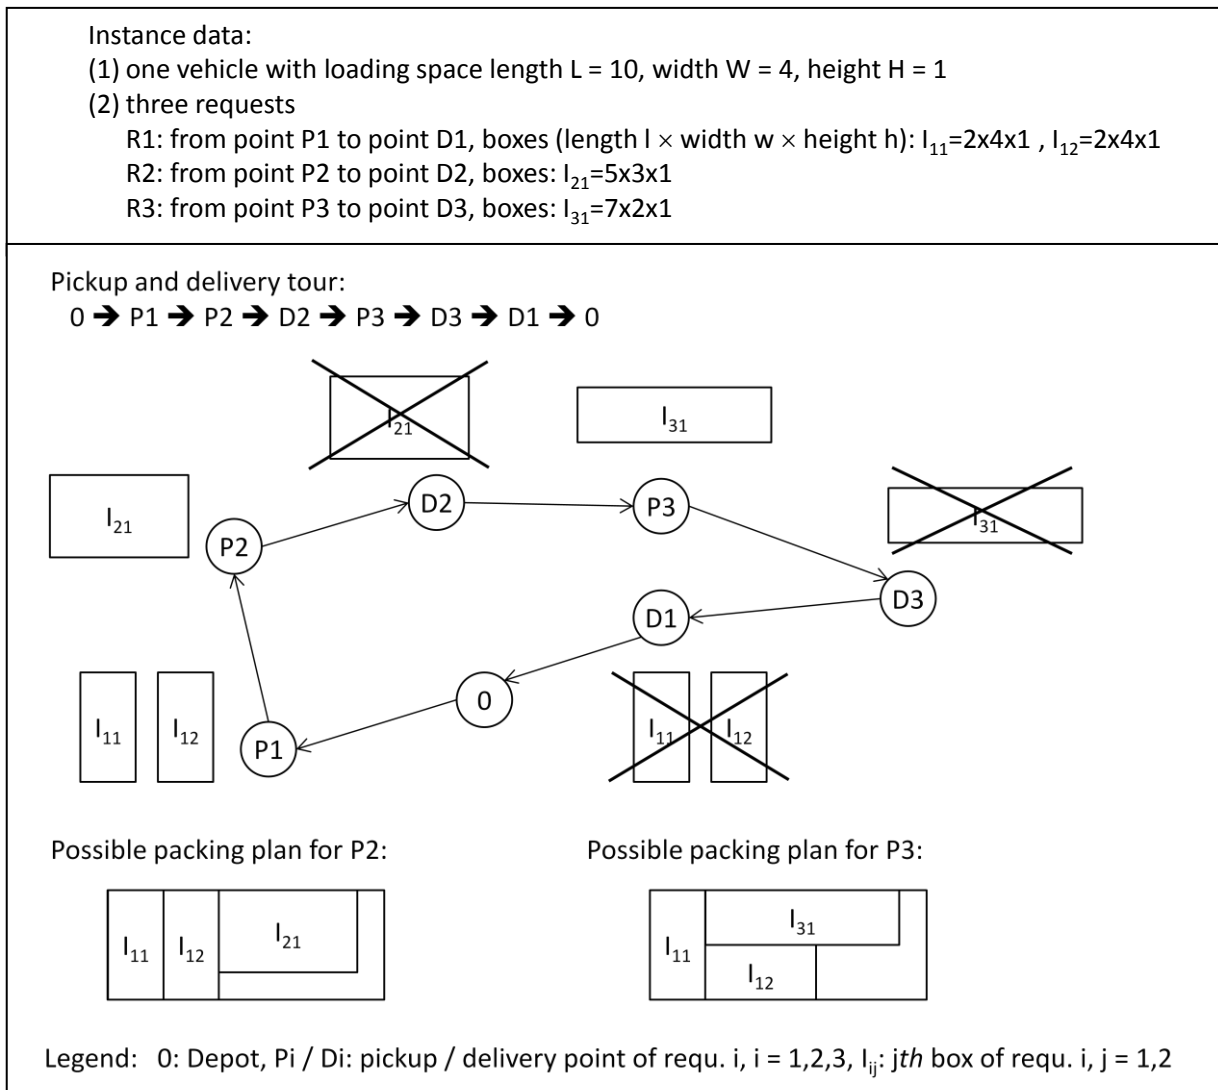 Instance data:
(1) one vehicle with loading space length L = 10, width W = 4, height H = 1
(2) three requests
R1: from point P1 to point D1, boxes (length l × width w × height h): I11=2x4x1 , I12=2x4x1
R2: from point P2 to point D2, boxes: I21=5x3x1
R3: from point P3 to point D3, boxes: I31=7x2x1
Pickup and delivery tour:
0 ➔ P1 ➔ P2 ➔ D2 ➔ P3 ➔ D3 ➔ D1 ➔ 0
I21
I31
I21
D2
P3
I31
P2
D3
D1
I11
I12
P1
0
I11
I12
Possible packing plan for P2:
Possible packing plan for P3:
I11
I12
I21
I11
I31
I12
Legend: 0: Depot, Pi / Di: pickup / delivery point of requ. i, i = 1,2,3, Iij: jth box of requ. i, j = 1,2